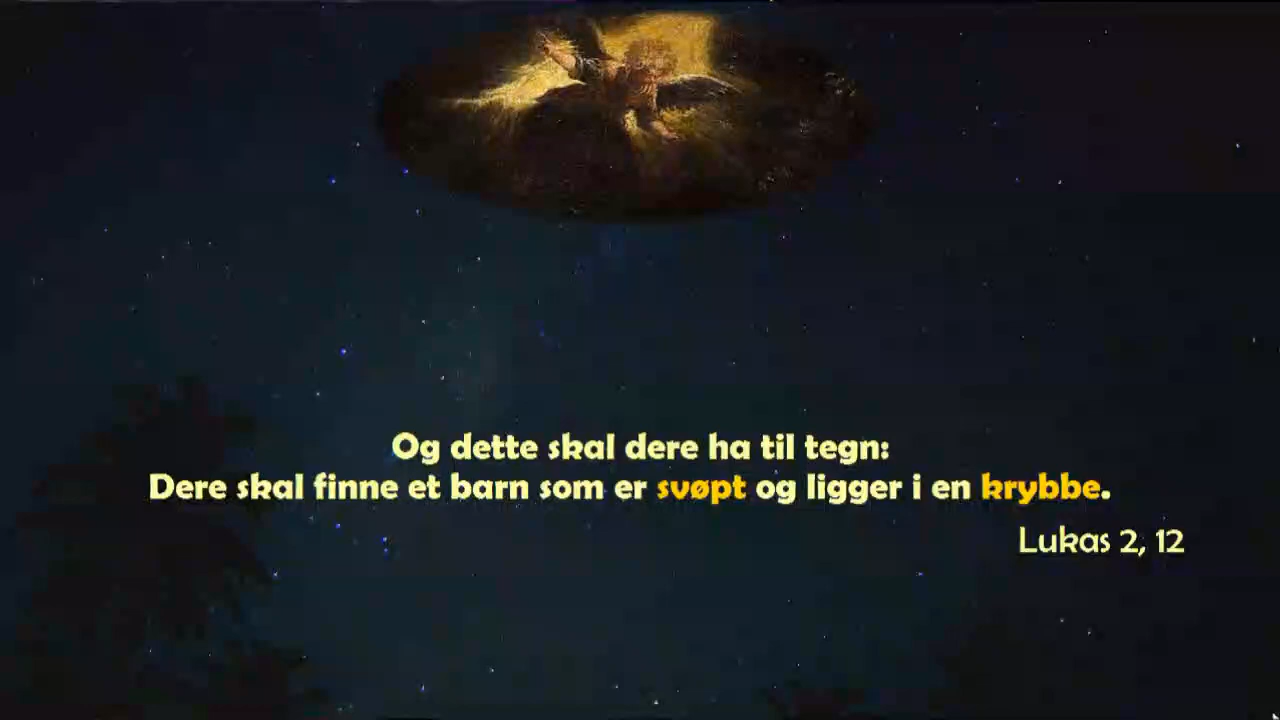 Og dette skal dere ha til tegn:
Dere skal finne et barn som er svøpt og ligger i en krybbe.
Lukas 2, 12